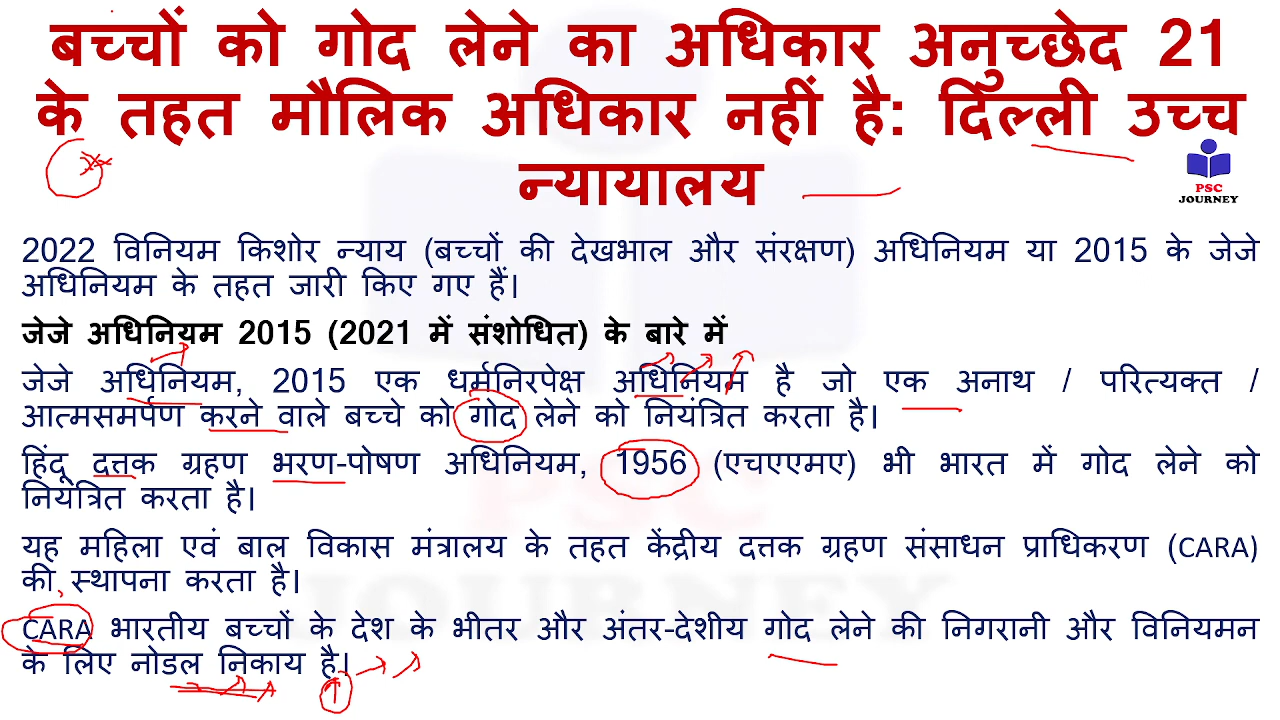 बच्चों को गोद लेने का अधिकार अनुच्छेद 21
के तहत मौलिक अधिकार नहीं है: दिल्ली उच्च
न्यायालय
PSC
JOURNEY
2022 विनियम किशोर न्याय (बच्चों की देखभाल और संरक्षण) अधिनियम या 2015 के जेजे
अधिनियम के तहत जारी किए गए हैं।
जेजे अधिनियम 2015 (2021 में संशोधित) के बारे में
जेजे अधिनियम, 2015 एक धर्मनिरपेक्ष अधिनियम है जो एक अनाथ / परित्यक्त /
आत्मसमर्पण करने वाले बच्चे को गोद लेने को नियंत्रित करता है।
हिंदू दत्तक ग्रहण भरण-पोषण अधिनियम, 1956 (एचएएमए) भी भारत में गोद लेने को
नियंत्रित करता है।
यह महिला एवं बाल विकास मंत्रालय के तहत केंद्रीय दत्तक ग्रहण संसाधन प्राधिकरण (CARA)
की स्थापना करता है।
CARA भारतीय बच्चों के देश के भीतर और अंतर-देशीय गोद लेने की निगरानी और विनियमन
के लिए नोडल निकाय है।
PSC
JOURNEY